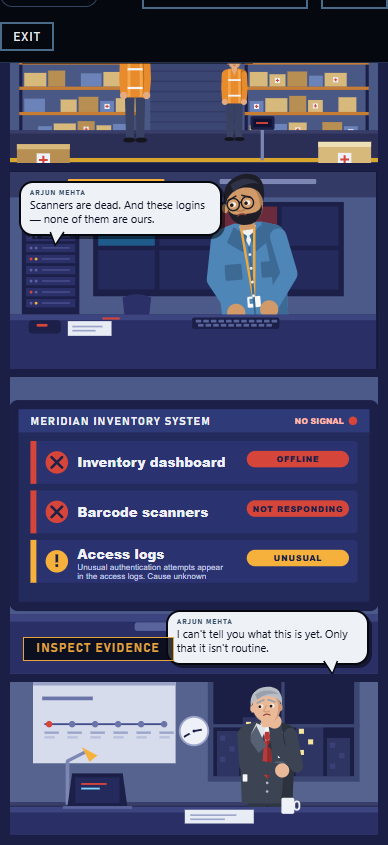 EXIT
ARJUN MEHTA
Scanners are dead. And these logins
— none of them are ours.
MERIDIAN INVENTORY SYSTEM
NO SIGNAL
Inventory dashboard
OFFLINE
Barcode scanners
NOT RESPONDING
Access logs
Unusual authentication attempts appear
in the access logs. Cause unknown
UNUSUAL
ARJUN MEHTA
I can't tell you what this is yet. Only
that it isn't routine.
INSPECT EVIDENCE